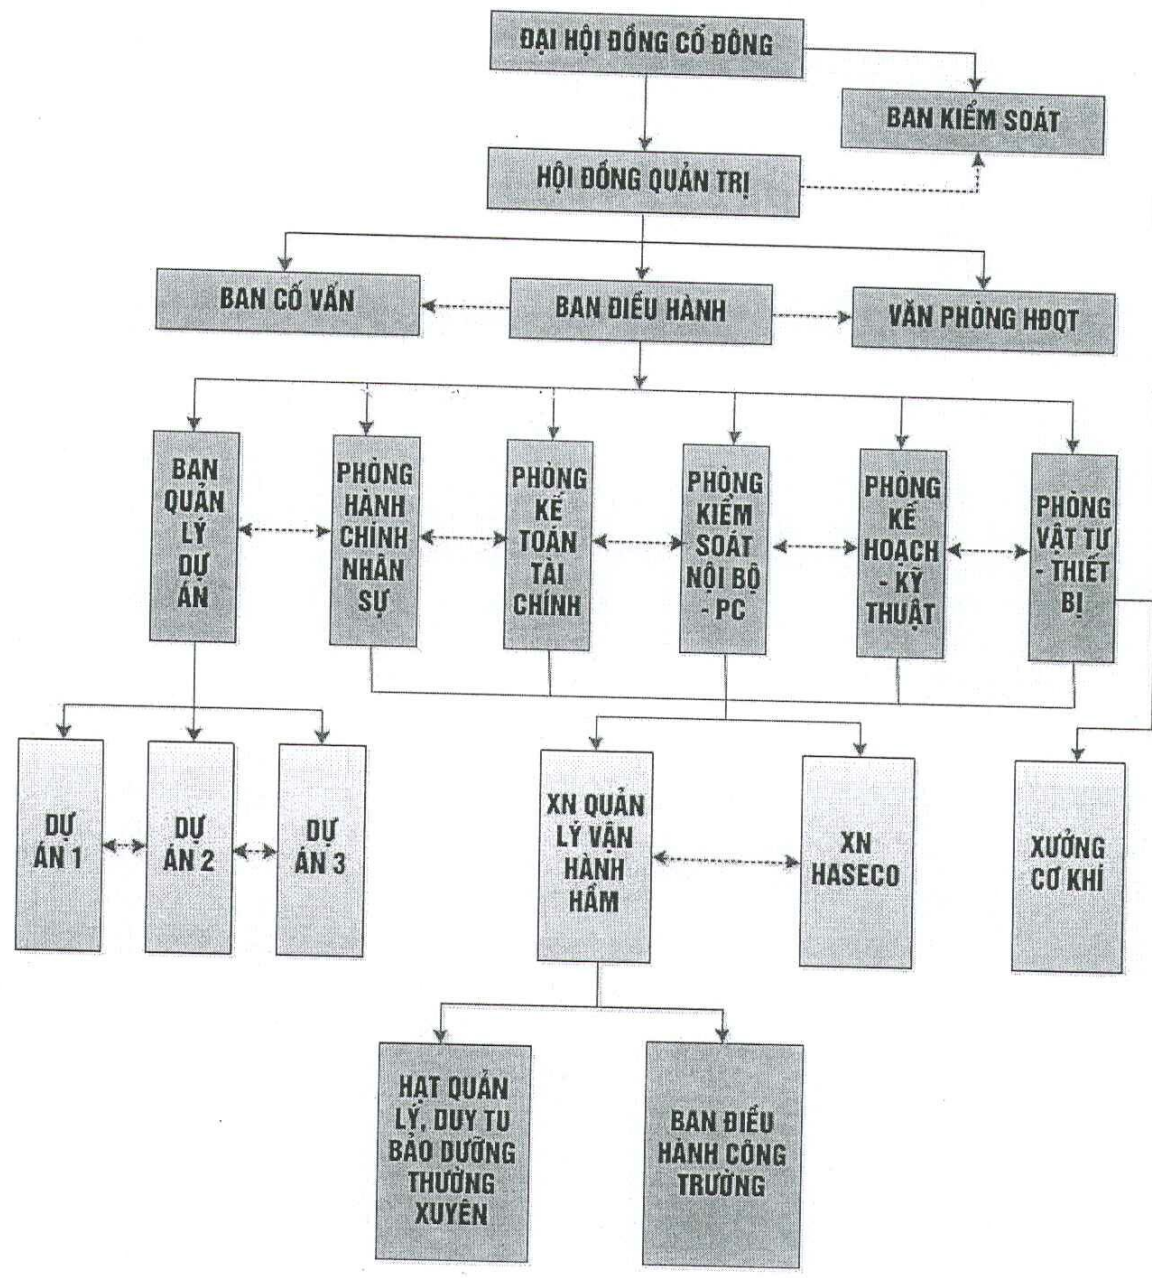 ĐẠI HỘI ĐỒNG CỔ ĐÔNG
BAN KIỂM SOÁT
HỘI ĐỒNG QUẢN TRỊ
BAN CỐ VẤN
BAN ĐIỀU HÀNH
VĂN PHÒNG HĐQT
BAN
QUẢN
LÝ
DỰ
ÁN
PHÒNG
HÀNH
CHÍNH
NHÂN
SỰ
PHÒNG
KẾ
TOÁN
TÀI
CHÍNH
PHÒNG
KIỂM
SOÁT
NỘI BỘ
- PC
PHÒNG
KẾ
HOẠCH
- KỸ
THUẬT
PHÒNG
VẬT TƯ
- THIẾT
BỊ
DỰ
ÁN 1
DỰ
ÁN 2
DỰ
ÁN 3
XN QUẢN
LÝ VẬN
HÀNH
HẦM
XN
HASECO
XƯỞNG
CƠ KHÍ
HẠT QUẢN
LÝ, DUY TU
BẢO DƯỠNG
THƯỜNG
XUYÊN
BAN ĐIỀU
HÀNH CÔNG
TRƯỜNG